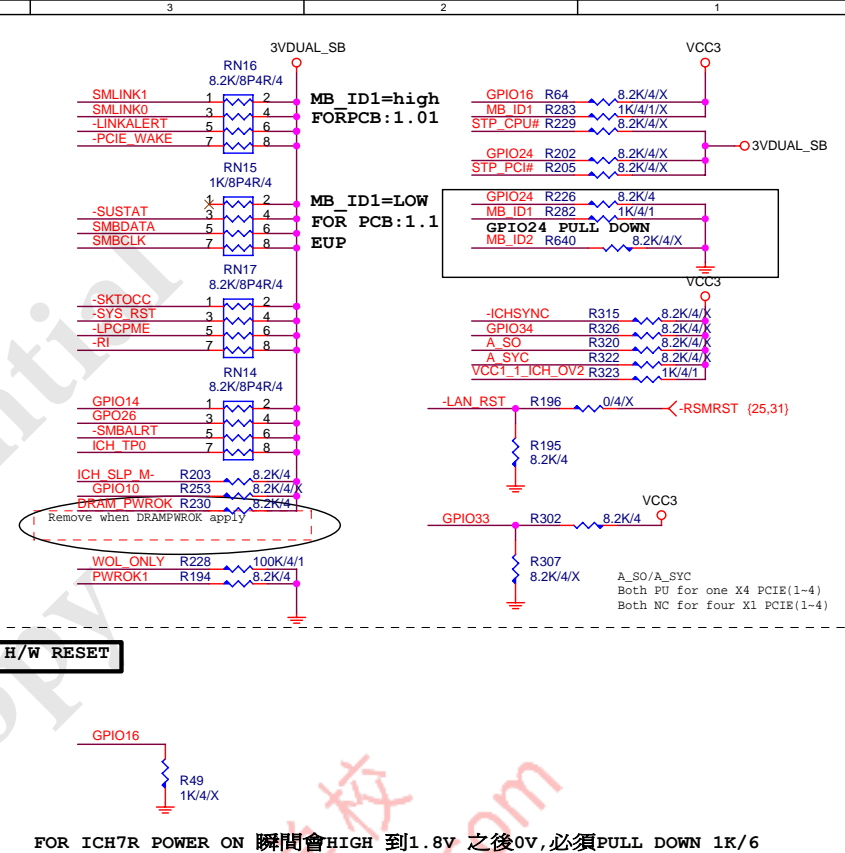 3
2
1
3VDUAL_SB
RN16
8.2K/8P4R/4
SMLINK1 1 2
SMLINK0 3 4
-LINKALERT 5 6
-PCIE_WAKE 7 8
MB_ID1=high
FORPCB:1.01
RN15
1K/8P4R/4
1 2
-SUSTAT 3 4
SMBDATA 5 6
SMBCLK 7 8
MB_ID1=LOW
FOR PCB:1.1
EUP
RN17
8.2K/8P4R/4
-SKTOCC 1 2
-SYS_RST 3 4
-LPCPME 5 6
-RI 7 8
RN14
8.2K/8P4R/4
GPIO14 1 2
GPO26 3 4
-SMBALRT 5 6
ICH_TP0 7 8
ICH_SLP_M- R203 8.2K/4
GPIO10 R253 8.2K/4/X
DRAM_PWROK R230 8.2K/4
Remove when DRAMPWROK apply
WOL_ONLY R228 100K/4/1
PWROK1 R194 8.2K/4
VCC3
GPIO16 R64 8.2K/4/X
MB_ID1 R283 1K/4/1/X
STP_CPU# R229 8.2K/4/X
3VDUAL_SB
GPIO24 R202 8.2K/4/X
STP_PCI# R205 8.2K/4/X
GPIO24 R226 8.2K/4
MB_ID1 R282 1K/4/1
GPIO24 PULL DOWN
MB_ID2 R640 8.2K/4/X
VCC3
-ICHSYNC R315 8.2K/4/X
GPIO34 R326 8.2K/4/X
A_SO R320 8.2K/4/X
A_SYC R322 8.2K/4/X
VCC1_1_ICH_OV2 R323 1K/4/1
-LAN_RST R196 0/4/X -RSMRST {25,31}
R195
8.2K/4
VCC3
GPIO33 R302 8.2K/4
R307
8.2K/4/X
A_SO/A_SYC
Both PU for one X4 PCIE(1~4)
Both NC for four X1 PCIE(1~4)
H/W RESET
GPIO16
R49
1K/4/X
FOR ICH7R POWER ON 瞬間會HIGH 到1.8V 之後0V,必須PULL DOWN 1K/6